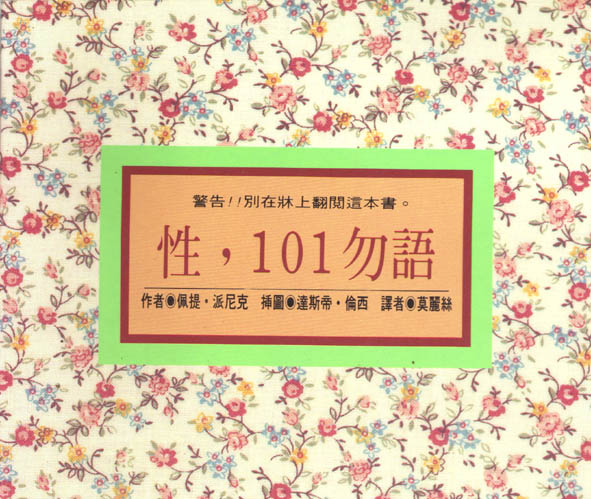 警告!!別在牀上翻閱這本書。
性，101勿語
作者◉佩提・派尼克 插圖◉達斯帝・倫西 譯者◉莫麗絲